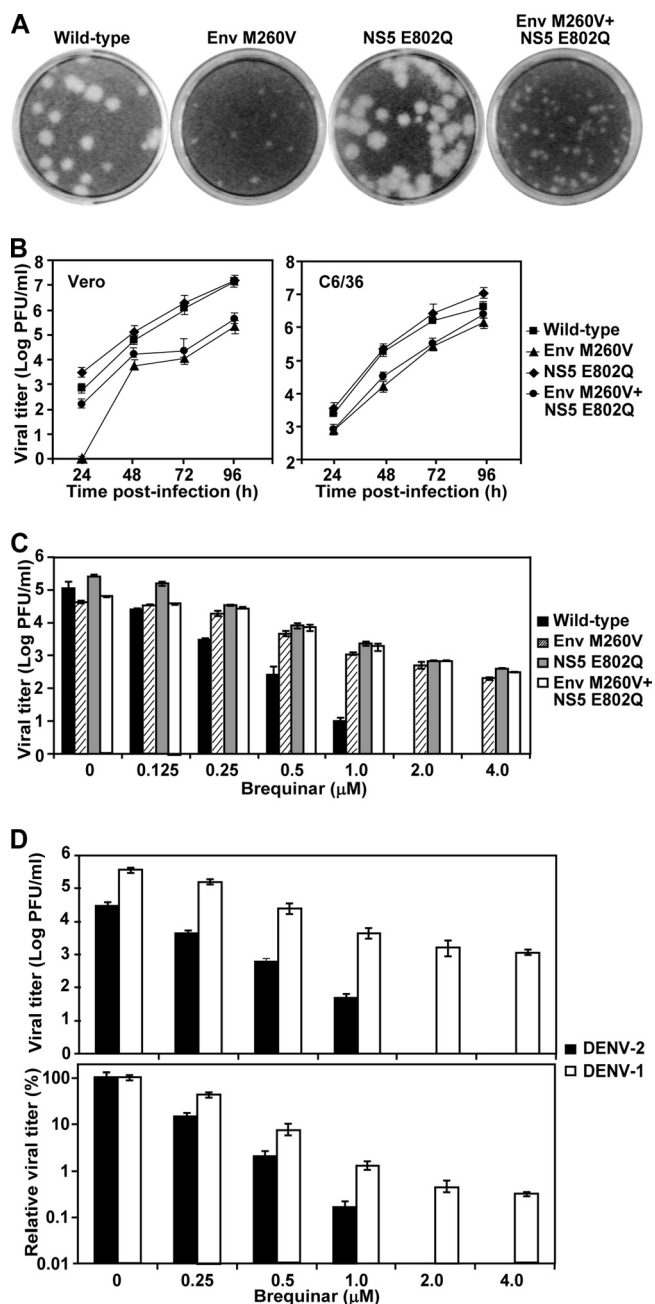 A
Wild-type
Env M260V
NS5 E802Q
Env M260V+
NS5 E802Q
B
Viral titer (Log PFU/ml)
8
7
6
5
4
3
2
1
0
Vero
24 48 72 96
Time post-infection (h)
C6/36
8
7
6
5
4
3
2
24 48 72 96
Time post-infection (h)
Wild-type
Env M260V
NS5 E802Q
Env M260V+
NS5 E802Q
C
Viral titer (Log PFU/ml)
6
5
4
3
2
1
0
0 0.125 0.25 0.5 1.0 2.0 4.0
Brequinar (μM)
Wild-type
Env M260V
NS5 E802Q
Env M260V+
NS5 E802Q
D
Viral titer (Log PFU/ml)
6
5
4
3
2
1
0
Relative viral titer (%)
100
10
1
0.1
0.01
0 0.25 0.5 1.0 2.0 4.0
Brequinar (μM)
DENV-2
DENV-1